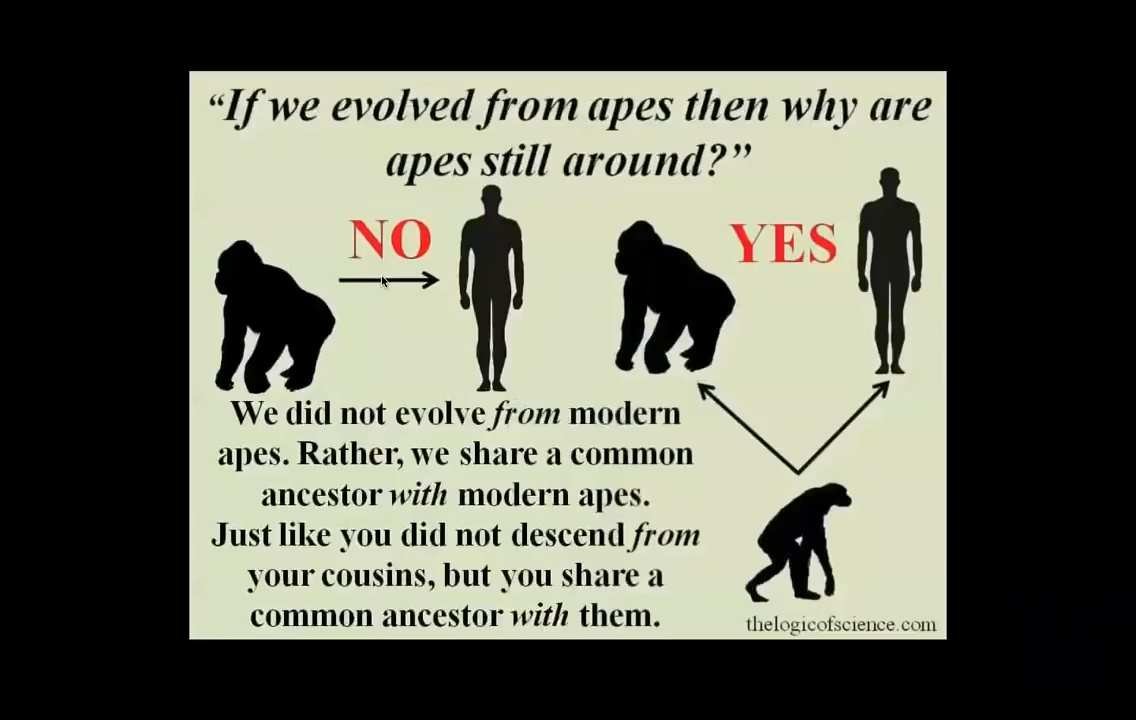 “If we evolved from apes then why are
apes still around?”
NO
YES
We did not evolve from modern
apes. Rather, we share a common
ancestor with modern apes.
Just like you did not descend from
your cousins, but you share a
common ancestor with them.
thelogicofscience.com